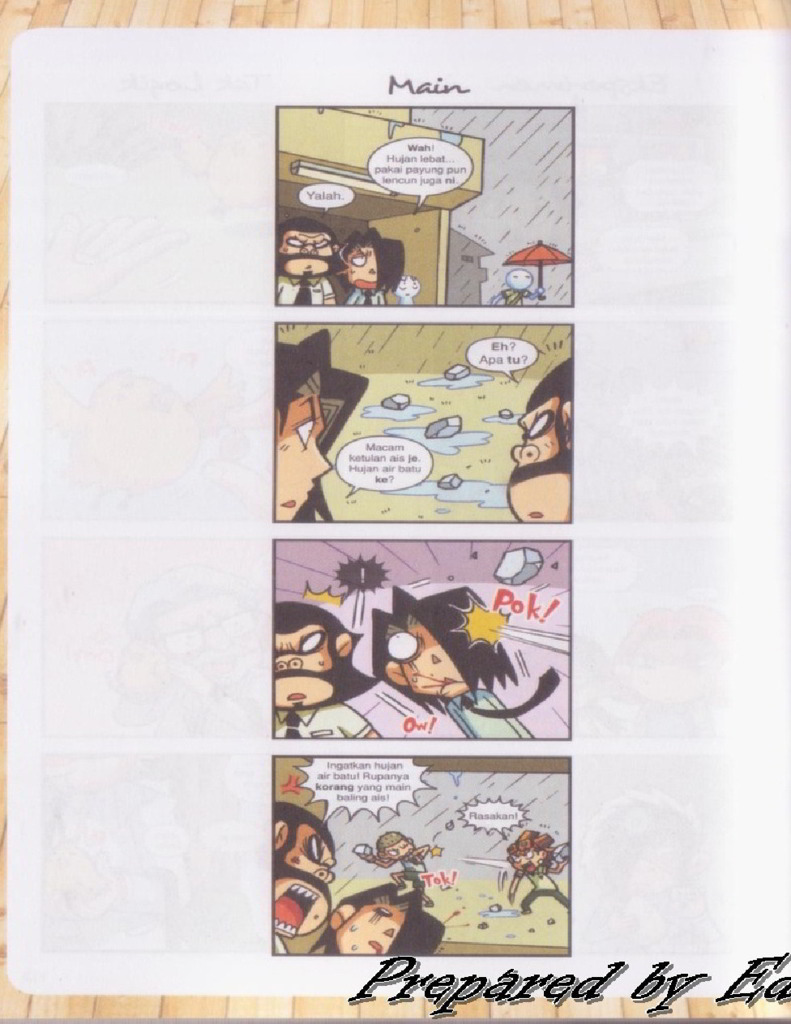 Main
Wah!
Hujan lebat...
pakai payung pun
lencun juga ni.
Yalah.
Eh?
Apa tu?
Macam
ketulan ais je.
Hujan air batu
ke?
!
Pok!
Ow!
Ingatkan hujan
air batu! Rupanya
korang yang main
baling ais!
Rasakan!
Tok!
Prepared by Ed